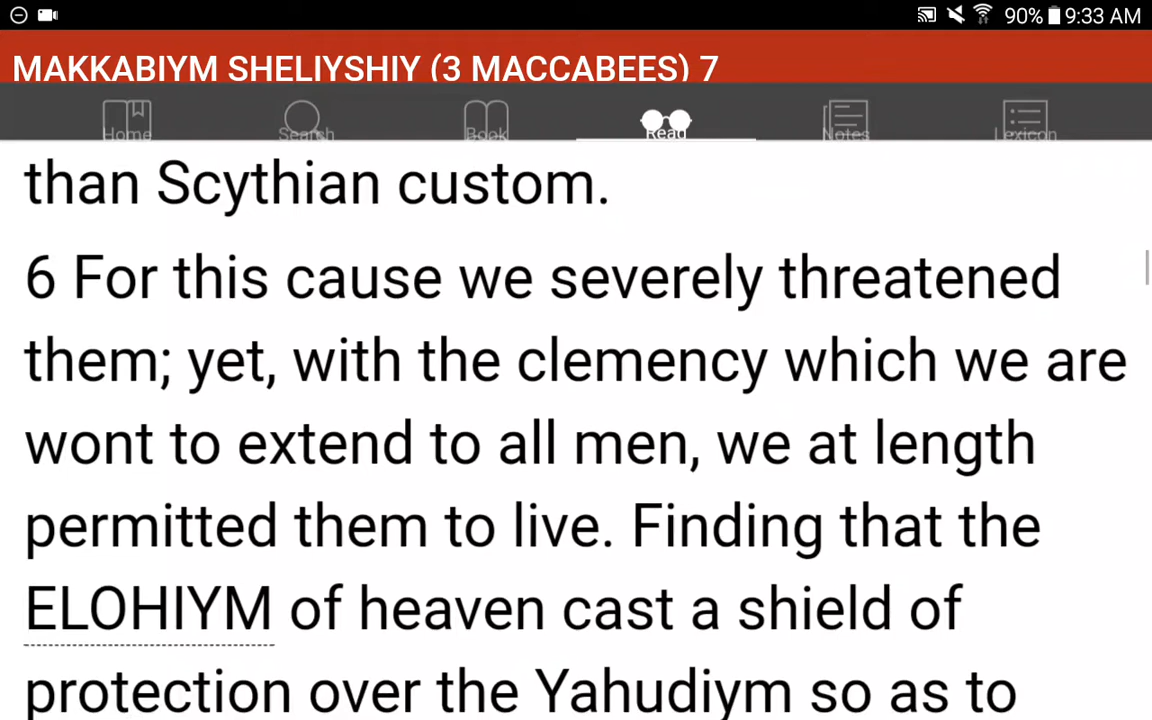 90% 9:33 AM
MAKKABIYM SHELIYSHIY (3 MACCABEES) 7
Home Search Book Read Notes Lexicon
than Scythian custom.
6 For this cause we severely threatened
them; yet, with the clemency which we are
wont to extend to all men, we at length
permitted them to live. Finding that the
ELOHIYM of heaven cast a shield of
protection over the Yahudiym so as to